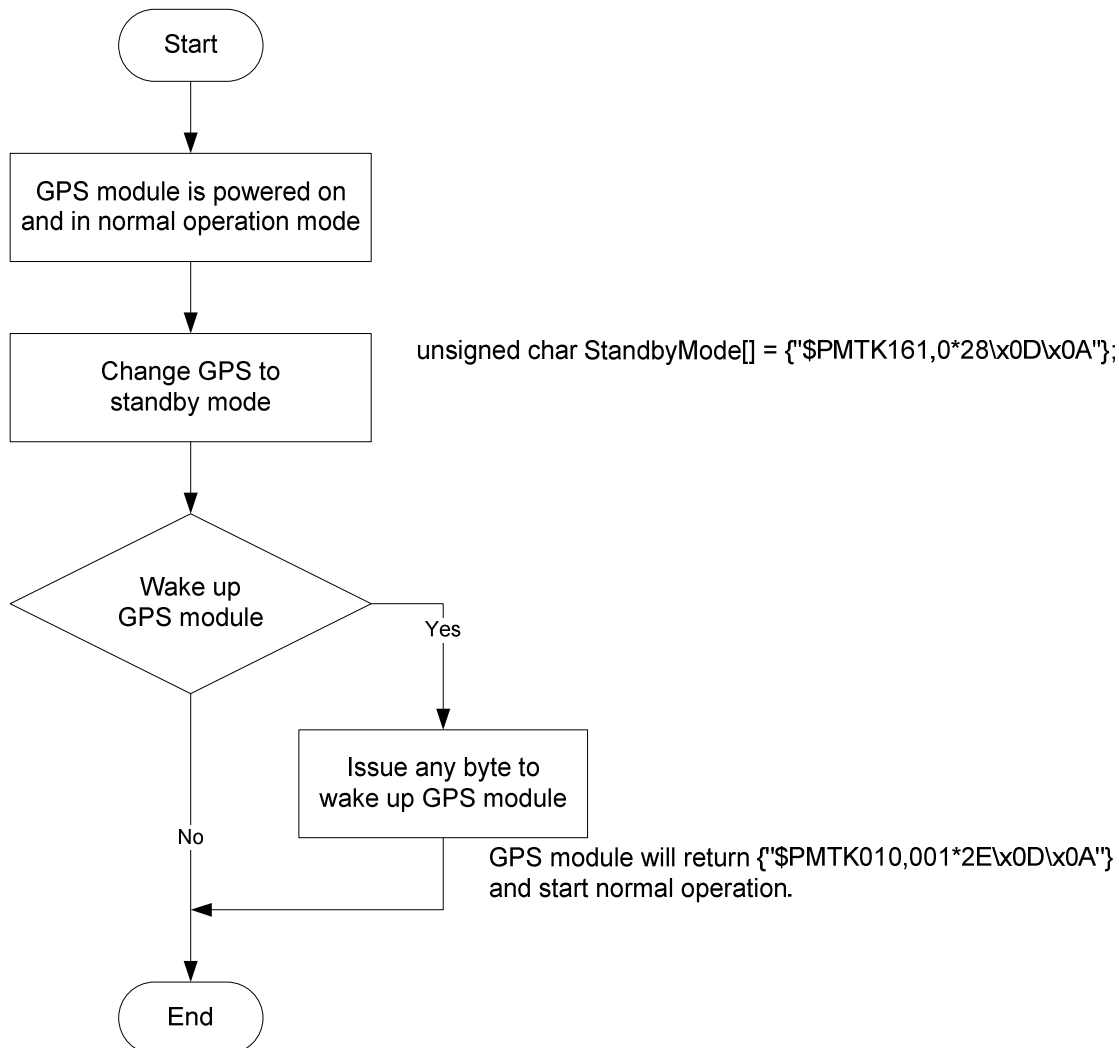 Start
GPS module is powered on
and in normal operation mode
Change GPS to
standby mode
unsigned char StandbyMode[] = {"$PMTK161,0*28\x0D\x0A"};
Wake up
GPS module
Yes
Issue any byte to
wake up GPS module
No
GPS module will return {"$PMTK010,001*2E\x0D\x0A"}
and start normal operation.
End